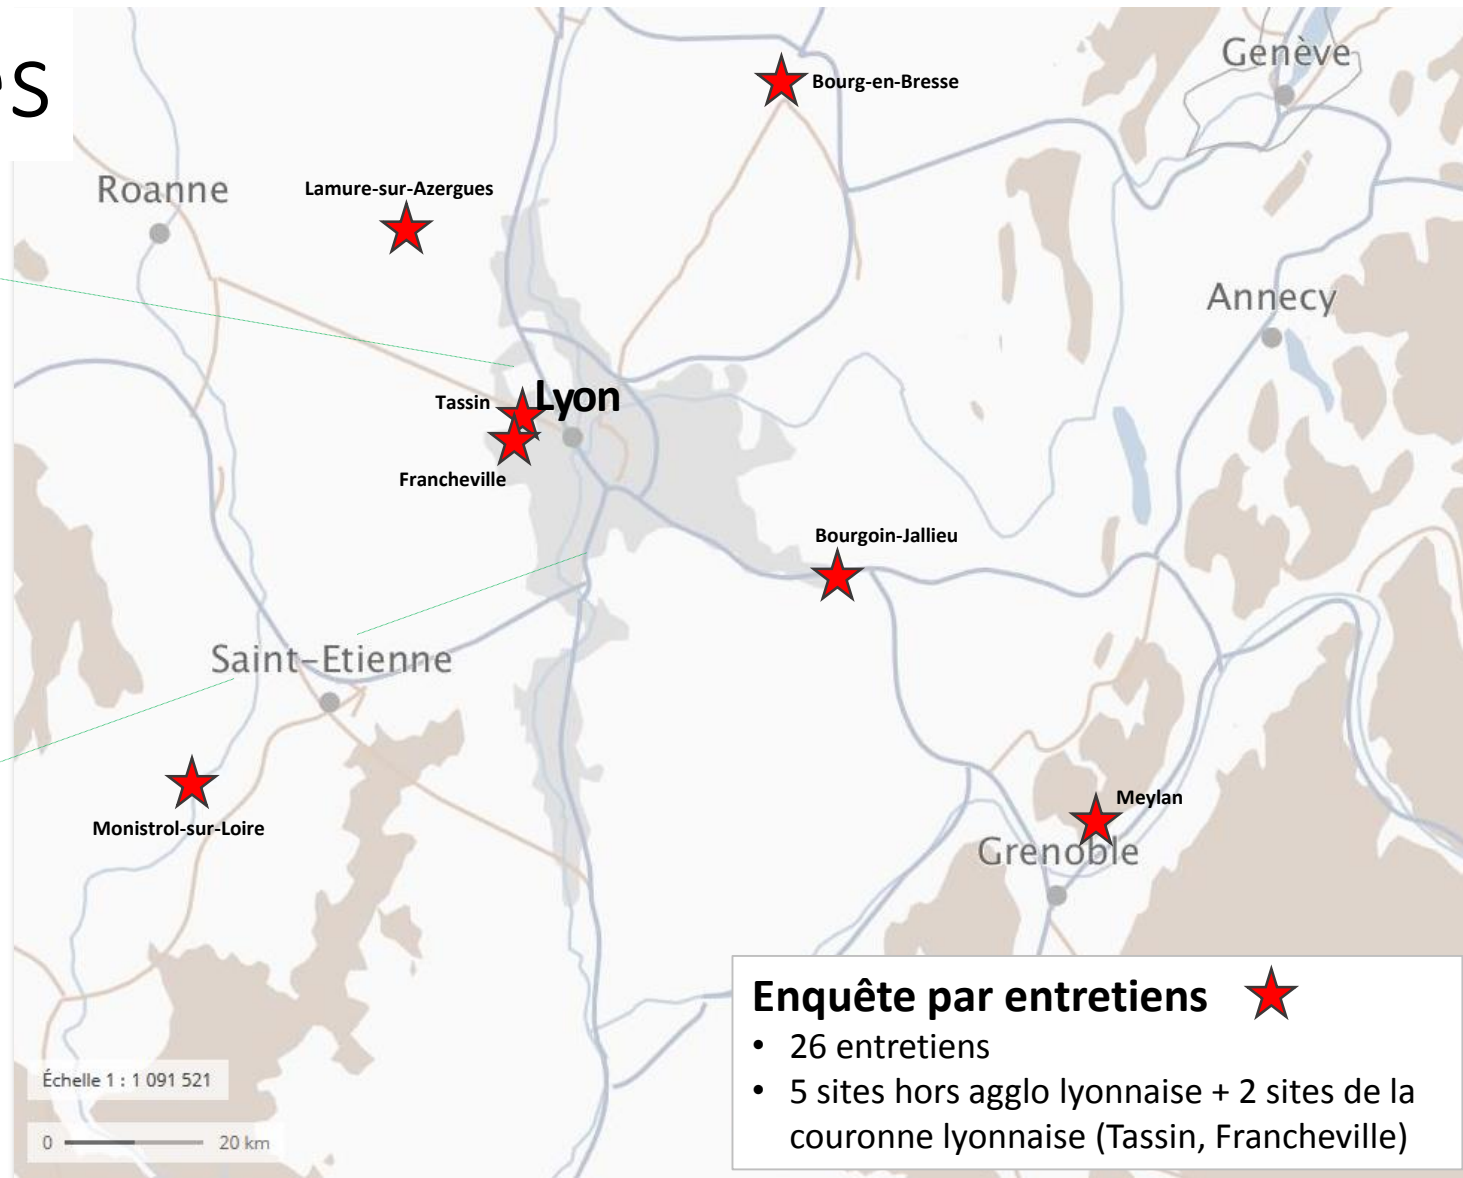 es
Genève
Bourg-en-Bresse
Roanne
Lamure-sur-Azergues
Annecy
Tassin
Lyon
Francheville
Bourgoin-Jallieu
Saint-Etienne
Monistrol-sur-Loire
Meylan
Grenoble
Enquête par entretiens
• 26 entretiens
• 5 sites hors agglo lyonnaise + 2 sites de la
couronne lyonnaise (Tassin, Francheville)
Échelle 1 : 1 091 521
0 20 km